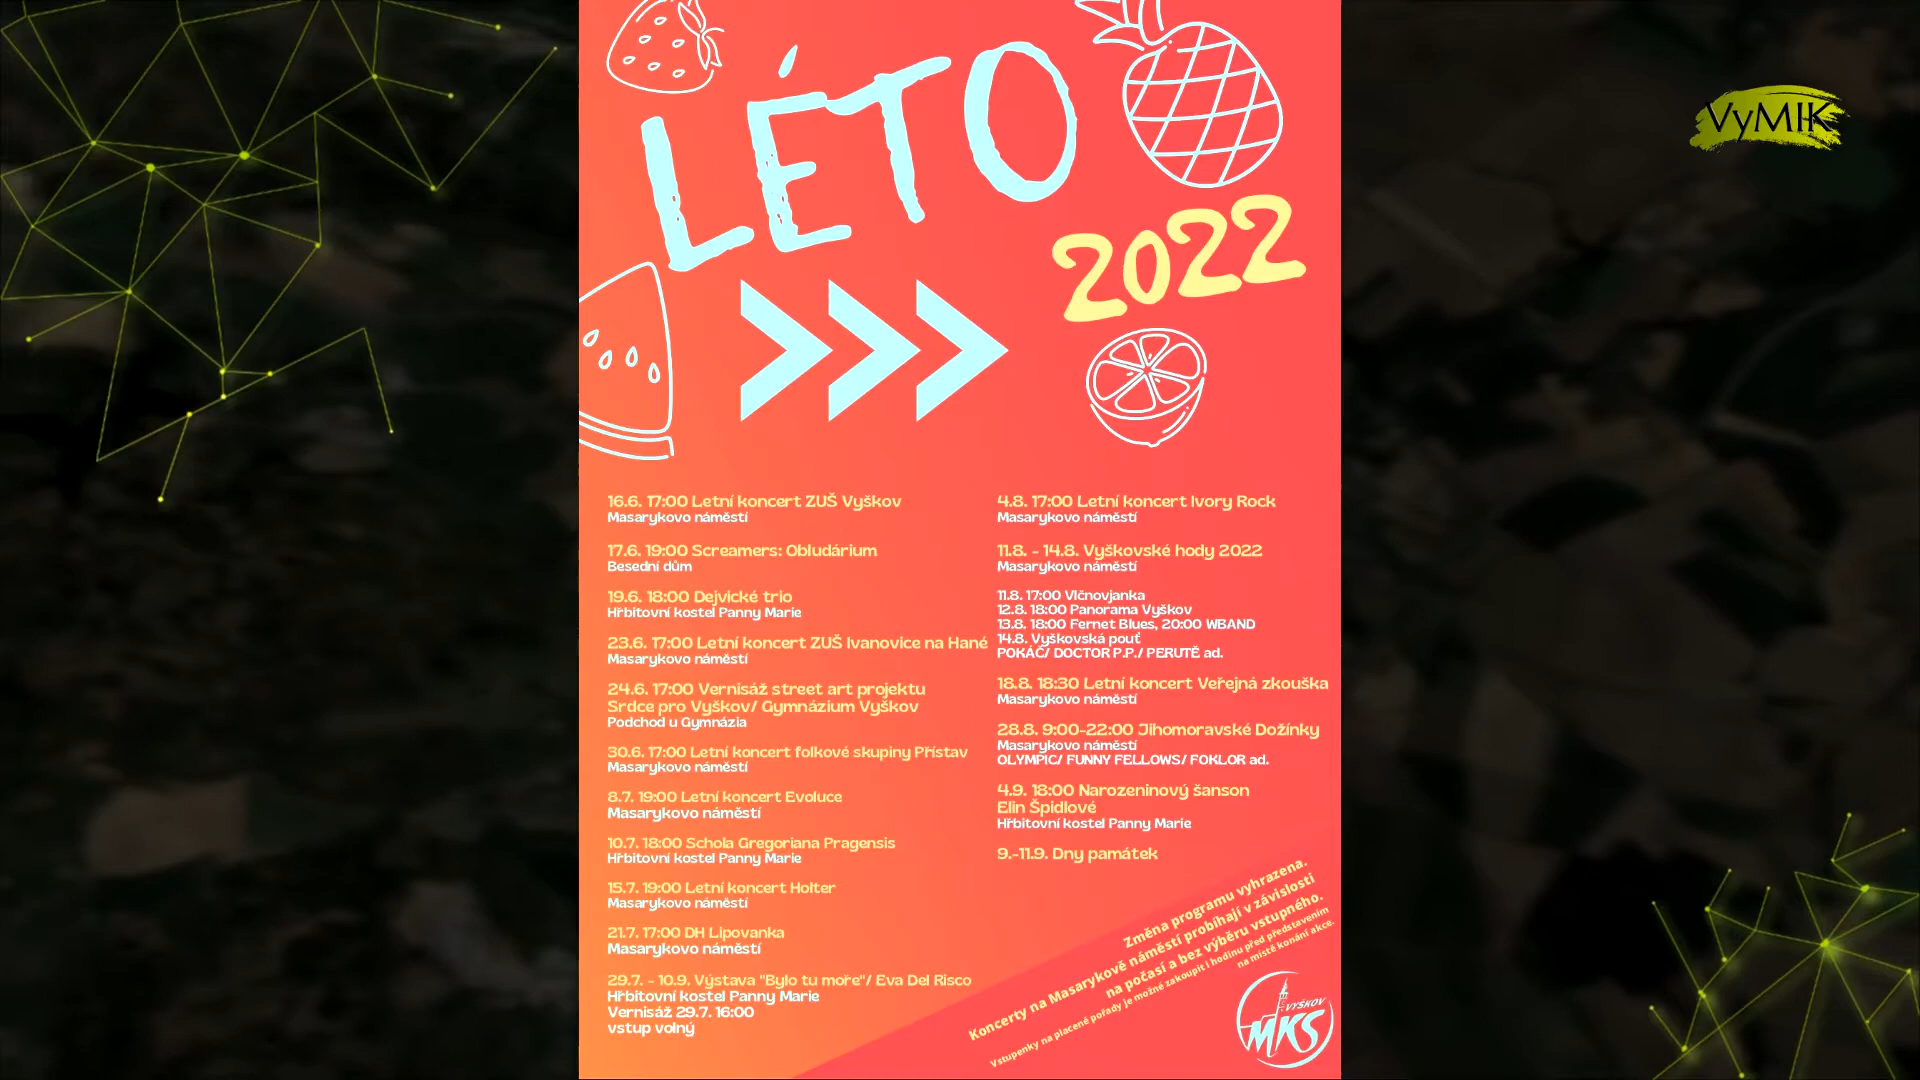 LÉTO
2022
VyMIK
16.6. 17:00 Letní koncert ZUŠ Vyškov
Masarykovo náměstí
17.6. 19:00 Screamers: Obludárium
Besední dům
19.6. 18:00 Dejvické trio
Hřbitovní kostel Panny Marie
23.6. 17:00 Letní koncert ZUŠ Ivanovice na Hané
Masarykovo náměstí
24.6. 17:00 Vernisáž street art projektu
Srdce pro Vyškov/ Gymnázium Vyškov
Podchod u Gymnázia
30.6. 17:00 Letní koncert folkové skupiny Přístav
Masarykovo náměstí
8.7. 19:00 Letní koncert Evoluce
Masarykovo náměstí
10.7. 18:00 Schola Gregoriana Pragensis
Hřbitovní kostel Panny Marie
15.7. 19:00 Letní koncert Holter
Masarykovo náměstí
21.7. 17:00 DH Lipovanka
Masarykovo náměstí
29.7. - 10.9. Výstava "Bylo tu moře"/ Eva Del Risco
Hřbitovní kostel Panny Marie
Vernisáž 29.7. 16:00
vstup volný
4.8. 17:00 Letní koncert Ivory Rock
Masarykovo náměstí
11.8. - 14.8. Vyškovské hody 2022
Masarykovo náměstí
11.8. 17:00 Vlčnovjanka
12.8. 18:00 Panorama Vyškov
13.8. 18:00 Fernet Blues, 20:00 WBAND
14.8. Vyškovská pouť
POKÁČ/ DOCTOR P.P./ PERUTĚ ad.
18.8. 18:30 Letní koncert Veřejná zkouška
Masarykovo náměstí
28.8. 9:00-22:00 Jihomoravské Dožínky
Masarykovo náměstí
OLYMPIC/ FUNNY FELLOWS/ FOKLOR ad.
4.9. 18:00 Narozeninový šanson
Elin Špidlové
Hřbitovní kostel Panny Marie
9.-11.9. Dny památek
Změna programu vyhrazena.
Koncerty na Masarykově náměstí probíhají v závislosti
na počasí a bez výběru vstupného.
Vstupenky na placené pořady je možné zakoupit i hodinu před představením
na místě konání akce.
VYŠKOV
MKS